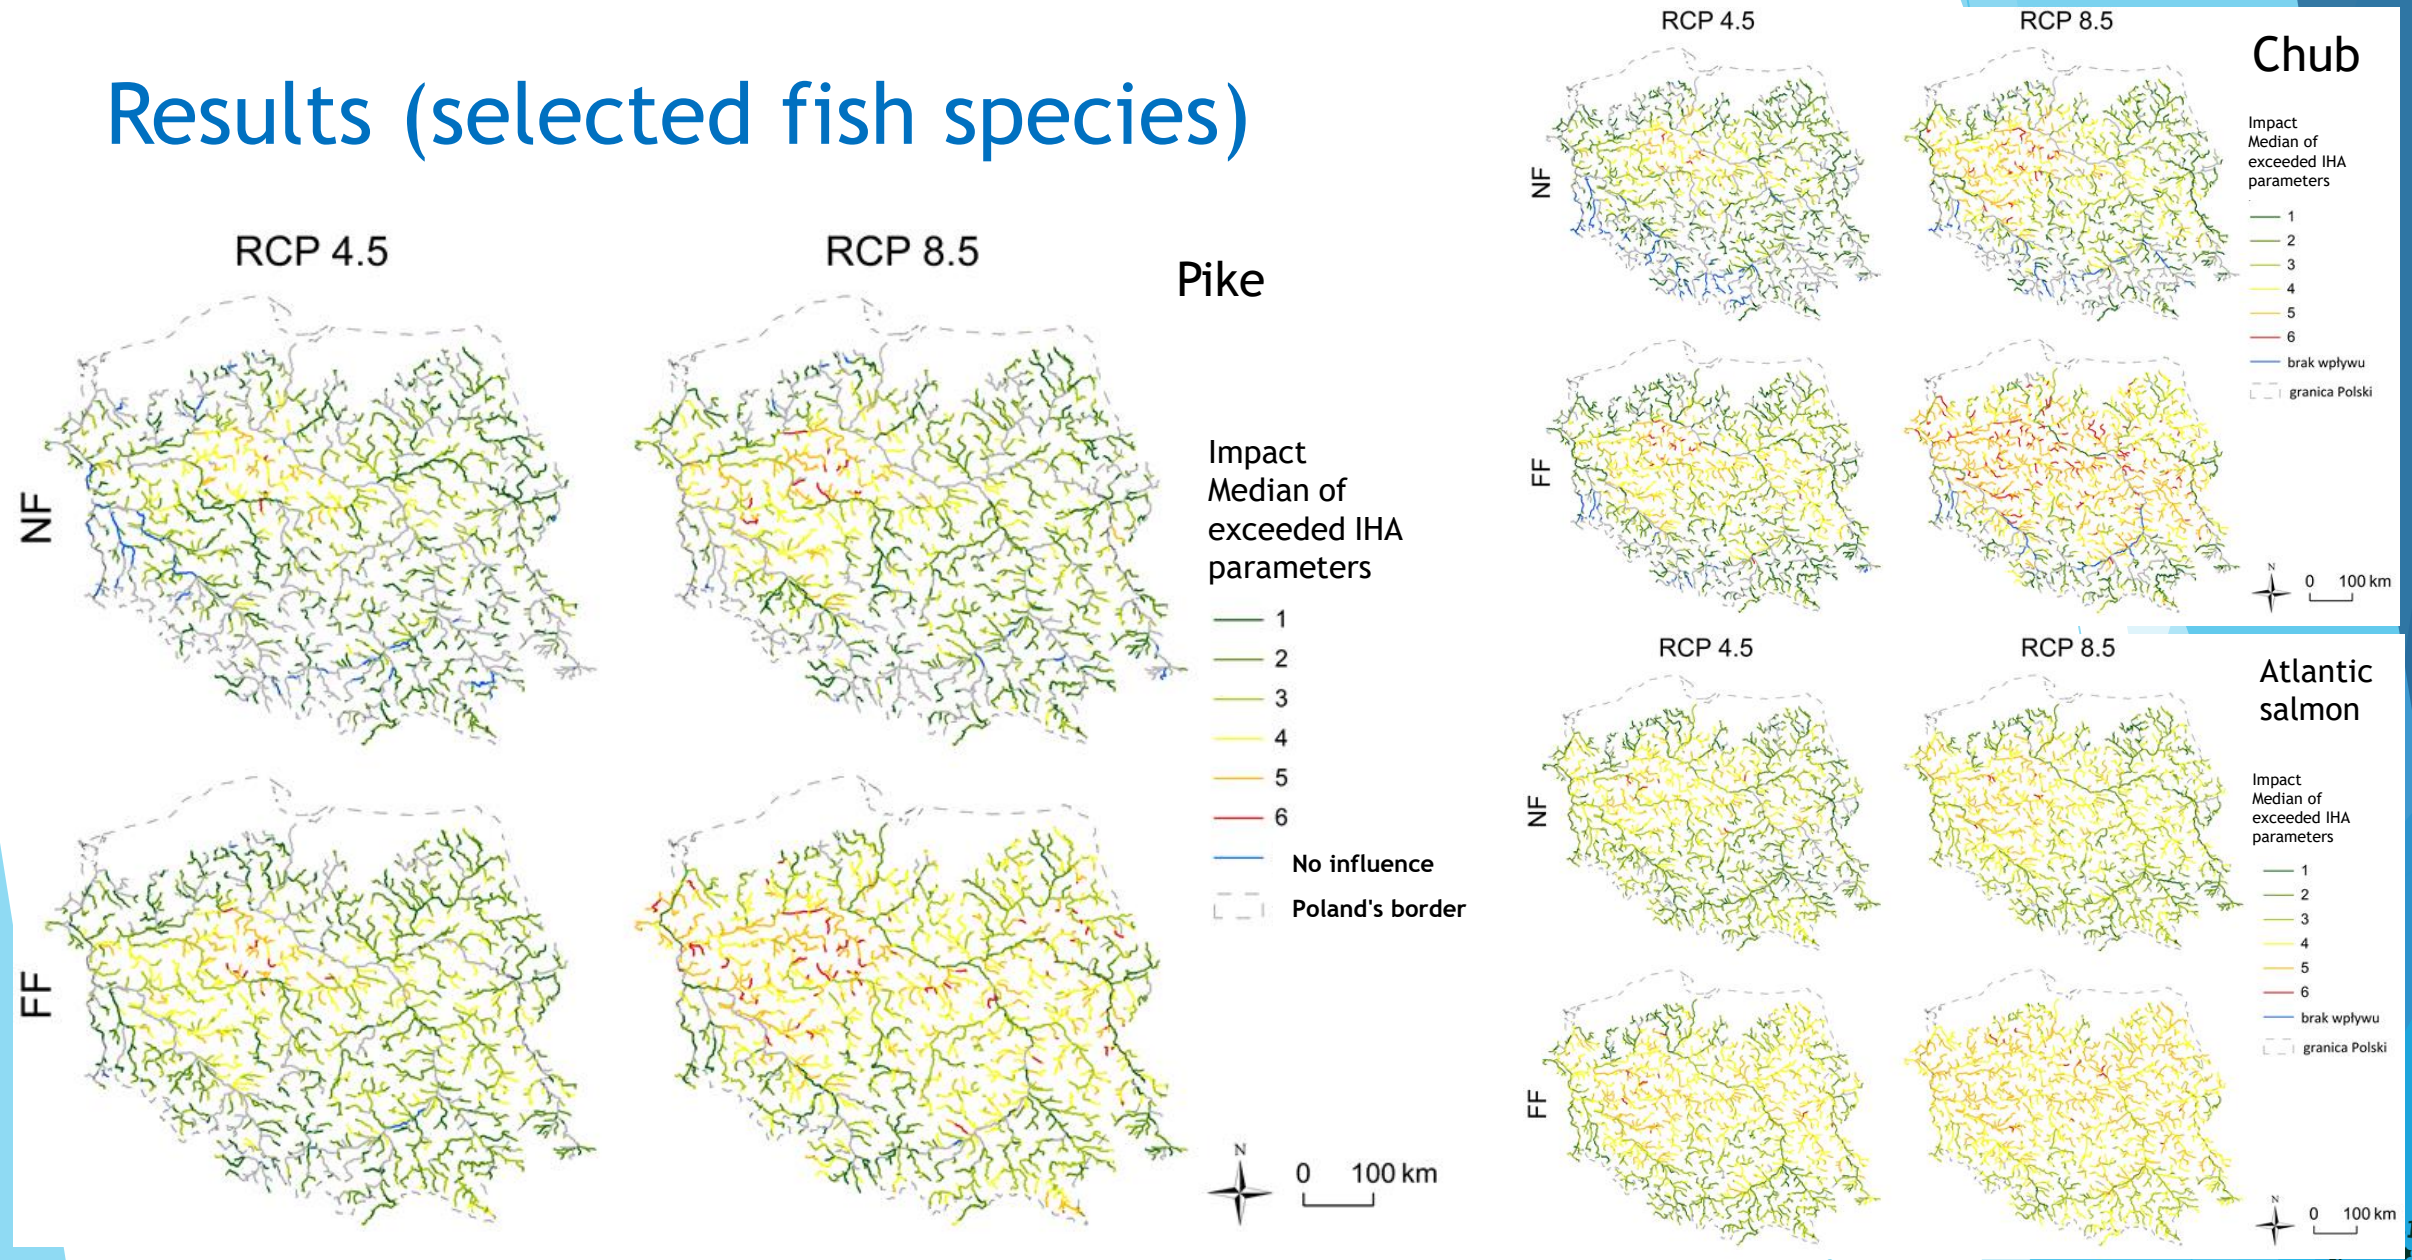 Results (selected fish species)
RCP 4.5
RCP 8.5
Pike
NF
FF
Impact
Median of
exceeded IHA
parameters
1
2
3
4
5
6
No influence
Poland's border
N
0 100 km
RCP 4.5
RCP 8.5
Chub
NF
FF
Impact
Median of
exceeded IHA
parameters
1
2
3
4
5
6
brak wpływu
granica Polski
N
0 100 km
RCP 4.5
RCP 8.5
Atlantic
salmon
NF
FF
Impact
Median of
exceeded IHA
parameters
1
2
3
4
5
6
brak wpływu
granica Polski
N
0 100 km